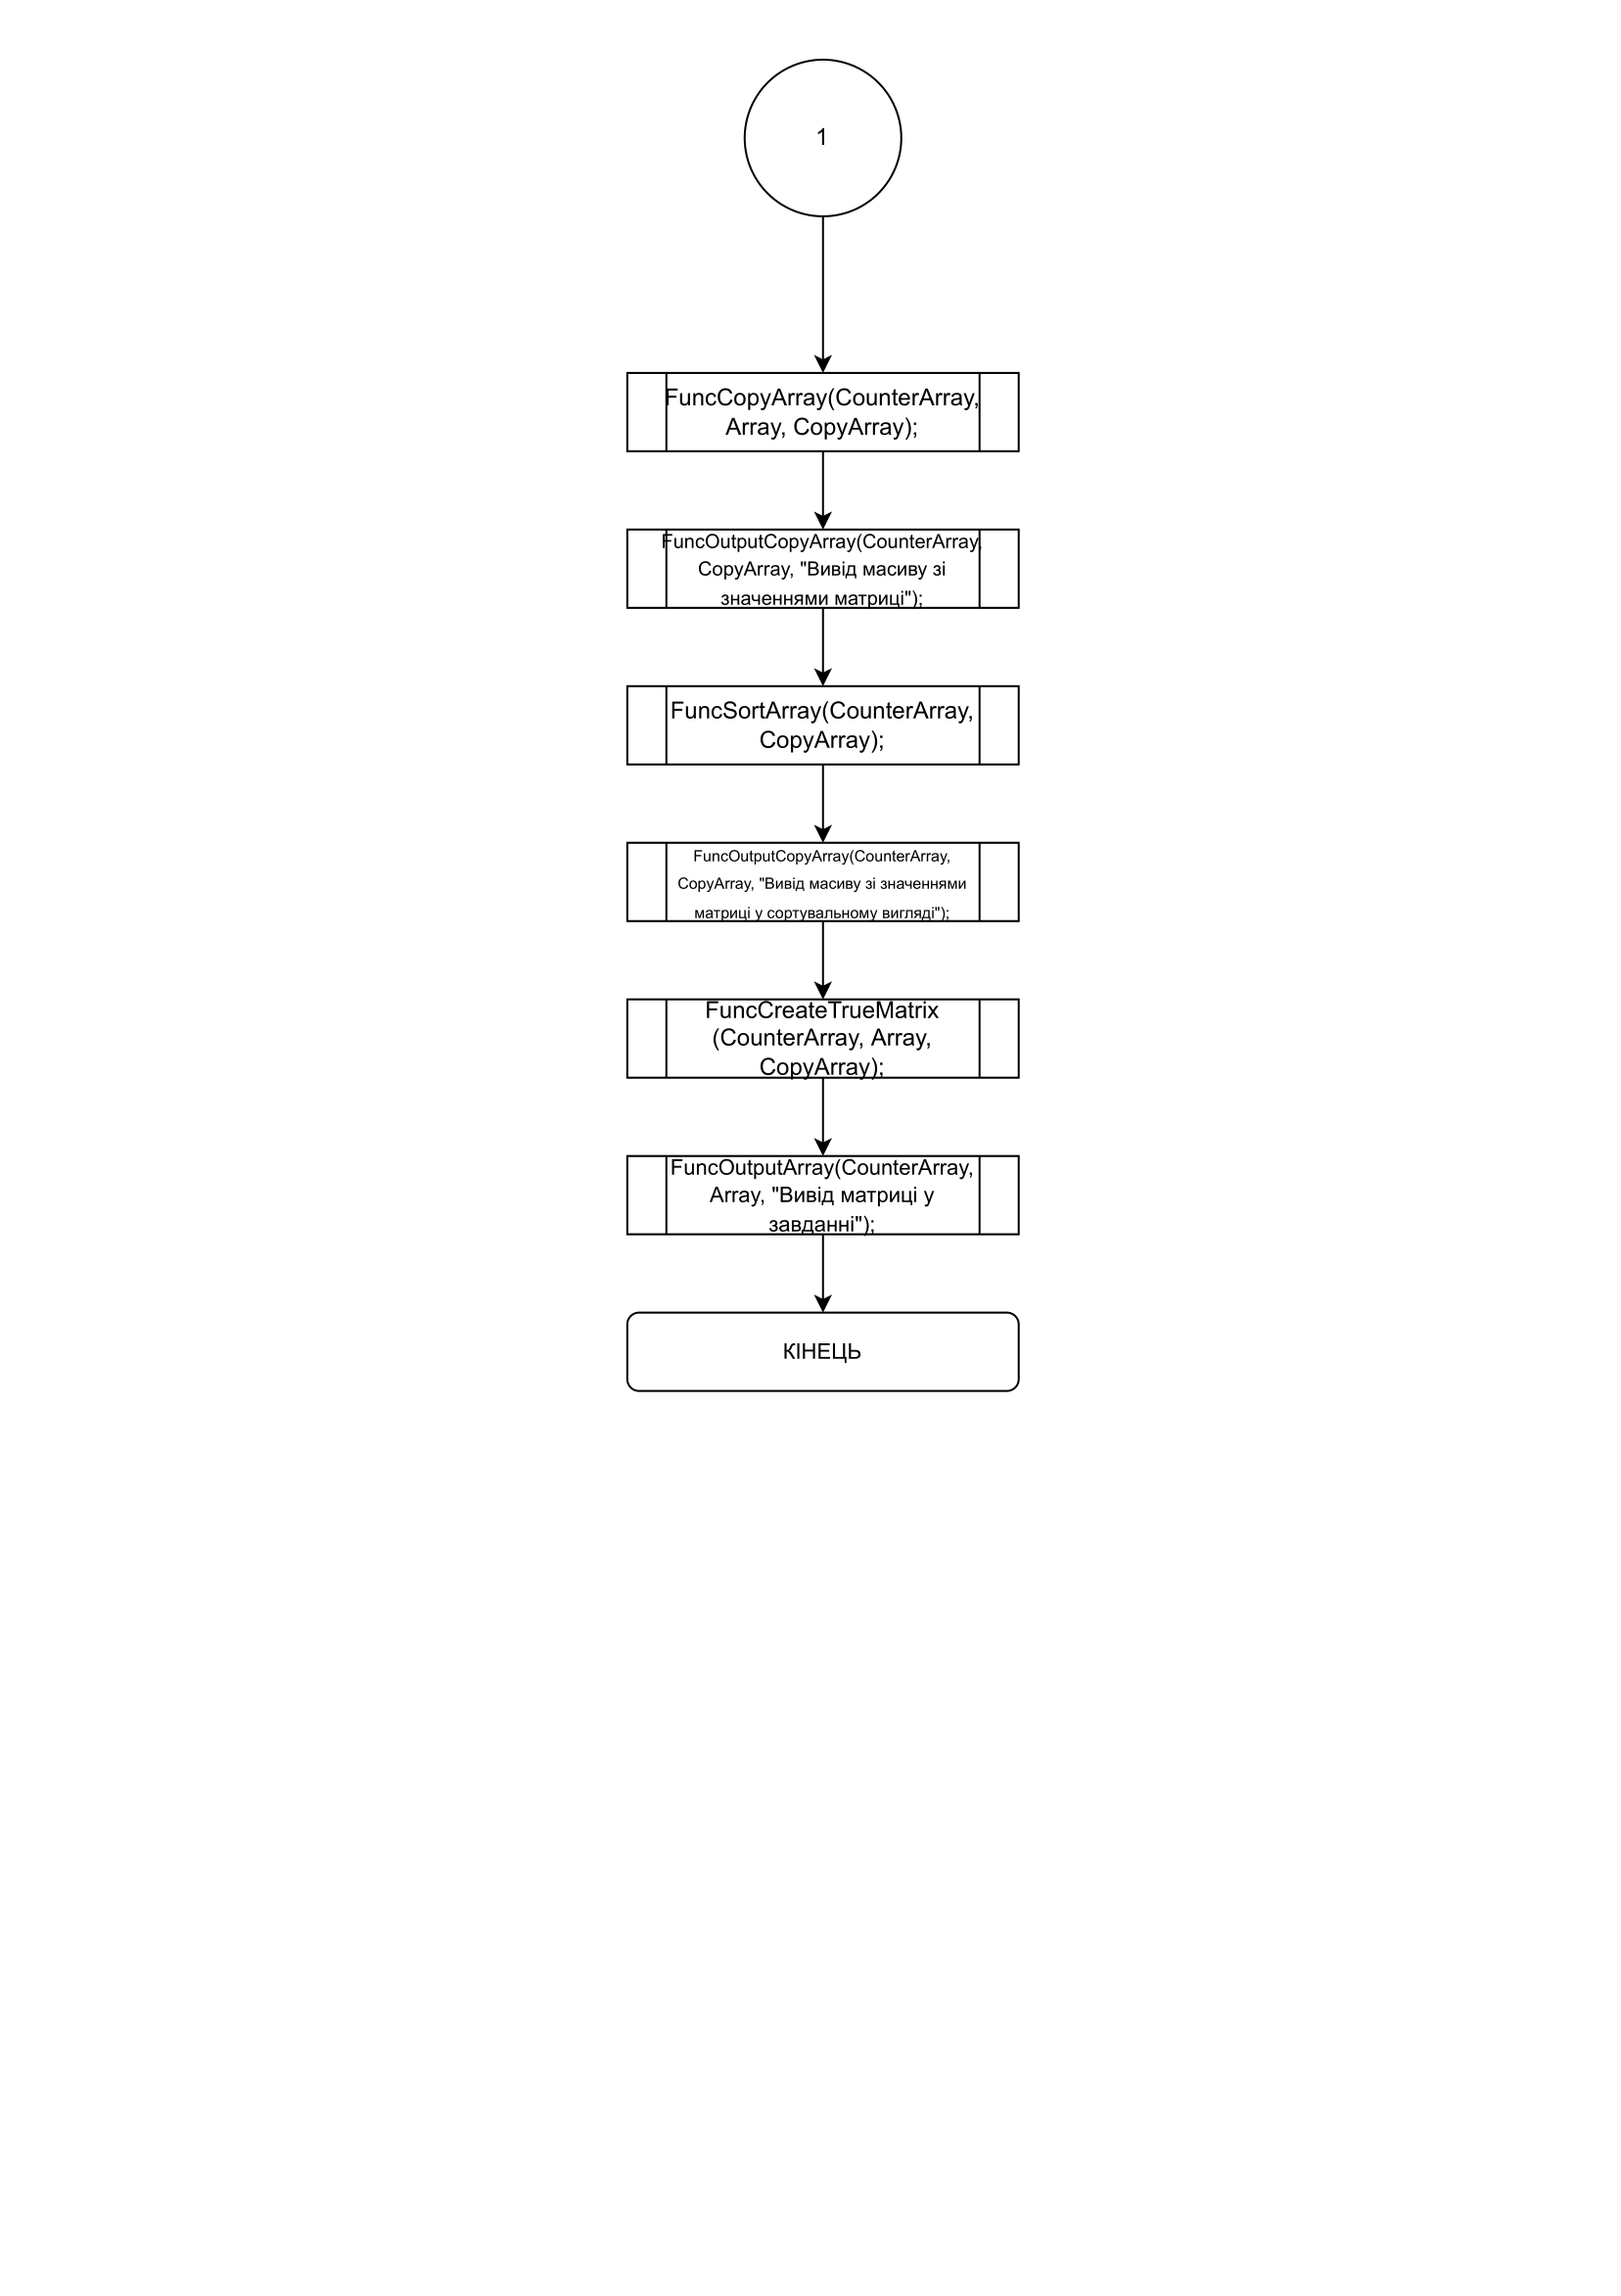 1
FuncCopyArray(CounterArray,
Array, CopyArray);
FuncOutputCopyArray(CounterArray,
CopyArray, "Вивід масиву зі
значеннями матриці");
FuncSortArray(CounterArray,
CopyArray);
FuncOutputCopyArray(CounterArray,
CopyArray, "Вивід масиву зі значеннями
матриці у сортувальному вигляді");
FuncCreateTrueMatrix
(CounterArray, Array,
CopyArray);
FuncOutputArray(CounterArray,
Array, "Вивід матриці у
завданні");
КІНЕЦЬ